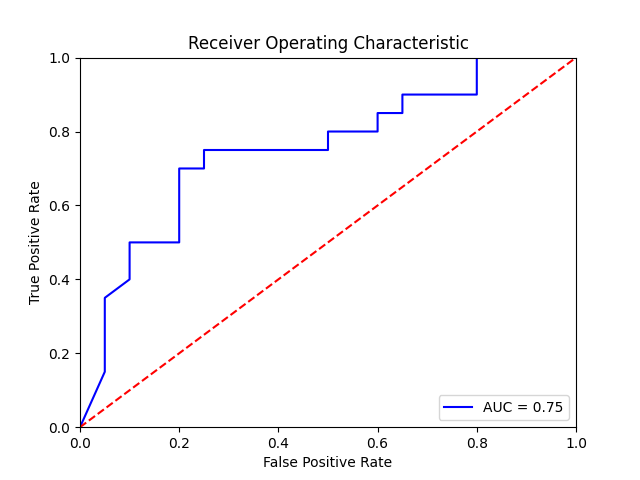 Receiver Operating Characteristic
1.0
0.8
0.6
0.4
0.2
0.0
True Positive Rate
AUC = 0.75
0.0 0.2 0.4 0.6 0.8 1.0
False Positive Rate